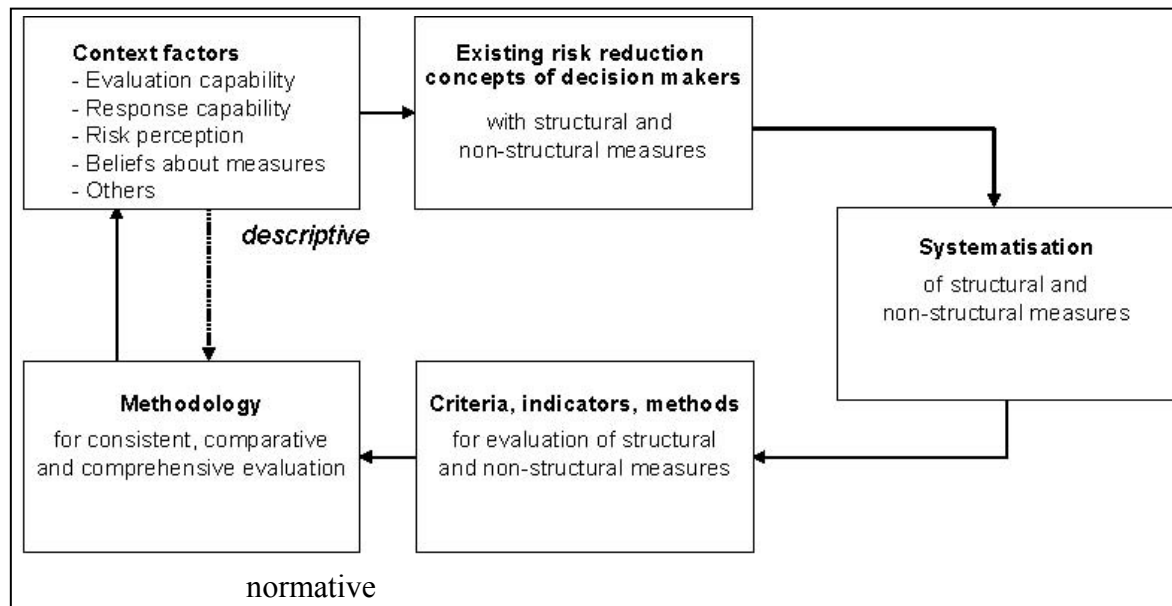 Context factors
- Evaluation capability
- Response capability
- Risk perception
- Beliefs about measures
- Others
Existing risk reduction
concepts of decision makers
with structural and
non-structural measures
descriptive
Systematisation
of structural and
non-structural measures
Methodology
for consistent, comparative
and comprehensive evaluation
Criteria, indicators, methods
for evaluation of structural
and non-structural measures
normative